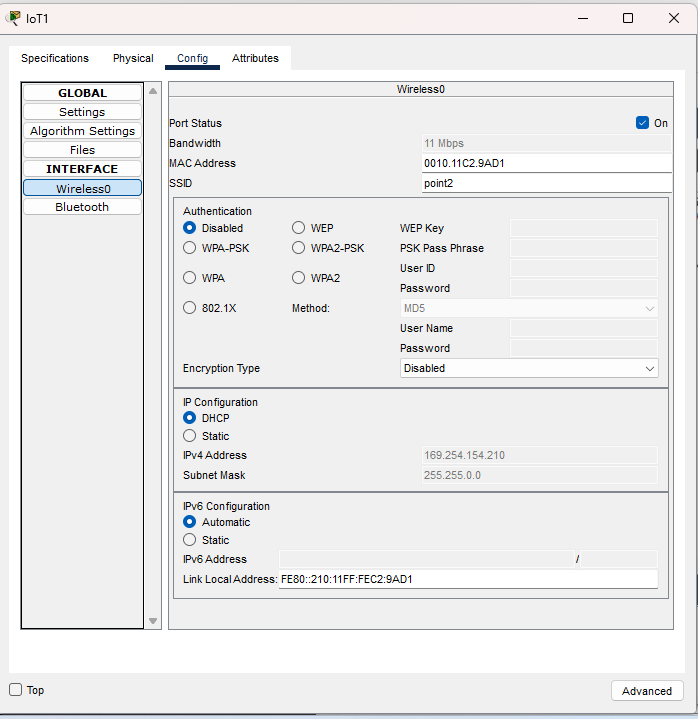 IoT1
Specifications Physical Config Attributes
GLOBAL
Settings
Algorithm Settings
Files
INTERFACE
Wireless0
Bluetooth
Wireless0
Port Status On
Bandwidth 11 Mbps
MAC Address 0010.11C2.9AD1
SSID point2
Authentication
Disabled WEP WEP Key
WPA-PSK WPA2-PSK PSK Pass Phrase
User ID
WPA WPA2
Password
802.1X Method: MD5
User Name
Password
Encryption Type Disabled
IP Configuration
DHCP
Static
IPv4 Address 169.254.154.210
Subnet Mask 255.255.0.0
IPv6 Configuration
Automatic
Static
IPv6 Address /
Link Local Address: FE80::210:11FF:FEC2:9AD1
Top Advanced